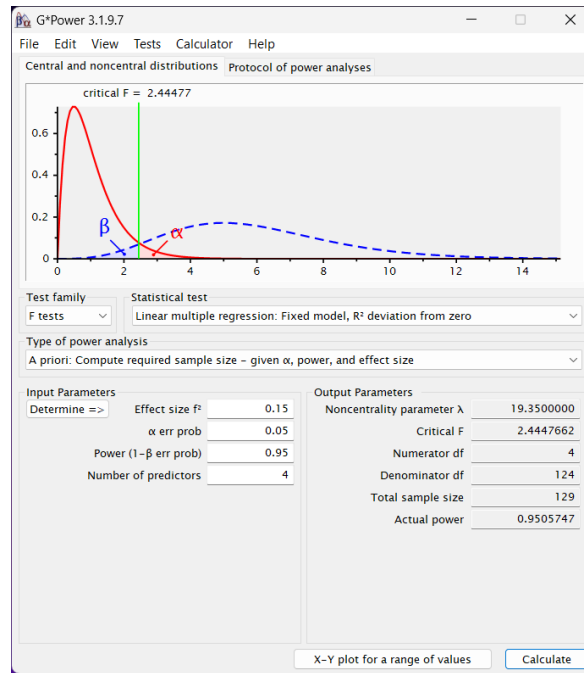 G*Power 3.1.9.7
File Edit View Tests Calculator Help
Central and noncentral distributions Protocol of power analyses
critical F = 2.44477
0.6
0.4
0.2
0
β
α
0 2 4 6 8 10 12 14
Test family
F tests
Statistical test
Linear multiple regression: Fixed model, R² deviation from zero
Type of power analysis
A priori: Compute required sample size – given α, power, and effect size
Input Parameters
Determine =>
Effect size f² 0.15
α err prob 0.05
Power (1-β err prob) 0.95
Number of predictors 4
Output Parameters
Noncentrality parameter λ 19.3500000
Critical F 2.4447662
Numerator df 4
Denominator df 124
Total sample size 129
Actual power 0.9505747
X-Y plot for a range of values Calculate